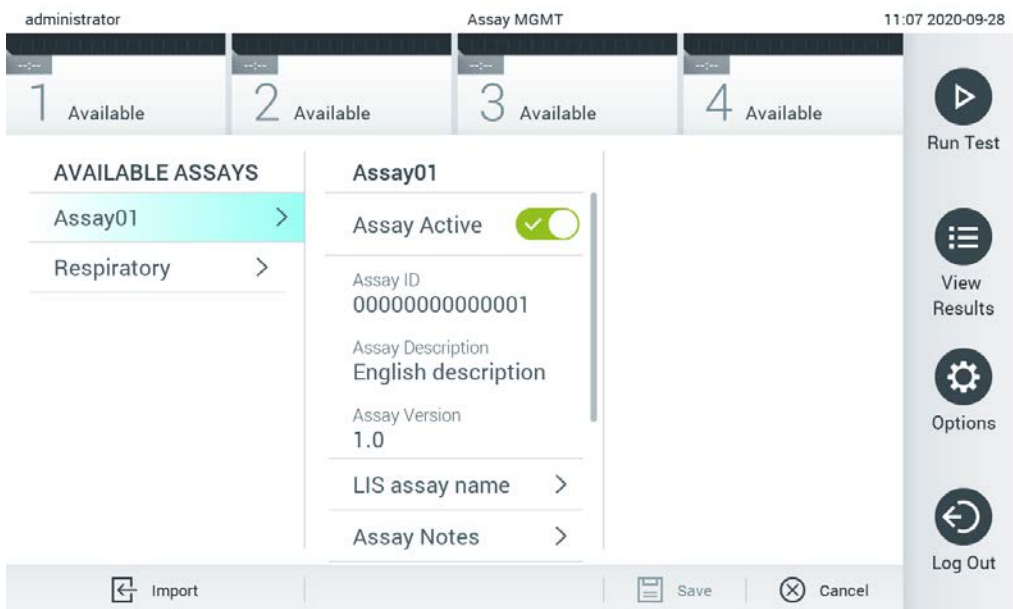 administrator
Assay MGMT
11:07 2020-09-28
--:--
--:--
--:--
--:--
1 Available
2 Available
3 Available
4 Available
Run Test
AVAILABLE ASSAYS
Assay01
Respiratory
Assay01
Assay Active
Assay ID
00000000000001
Assay Description
English description
Assay Version
1.0
LIS assay name
Assay Notes
View
Results
Options
Log Out
Import
Save
Cancel